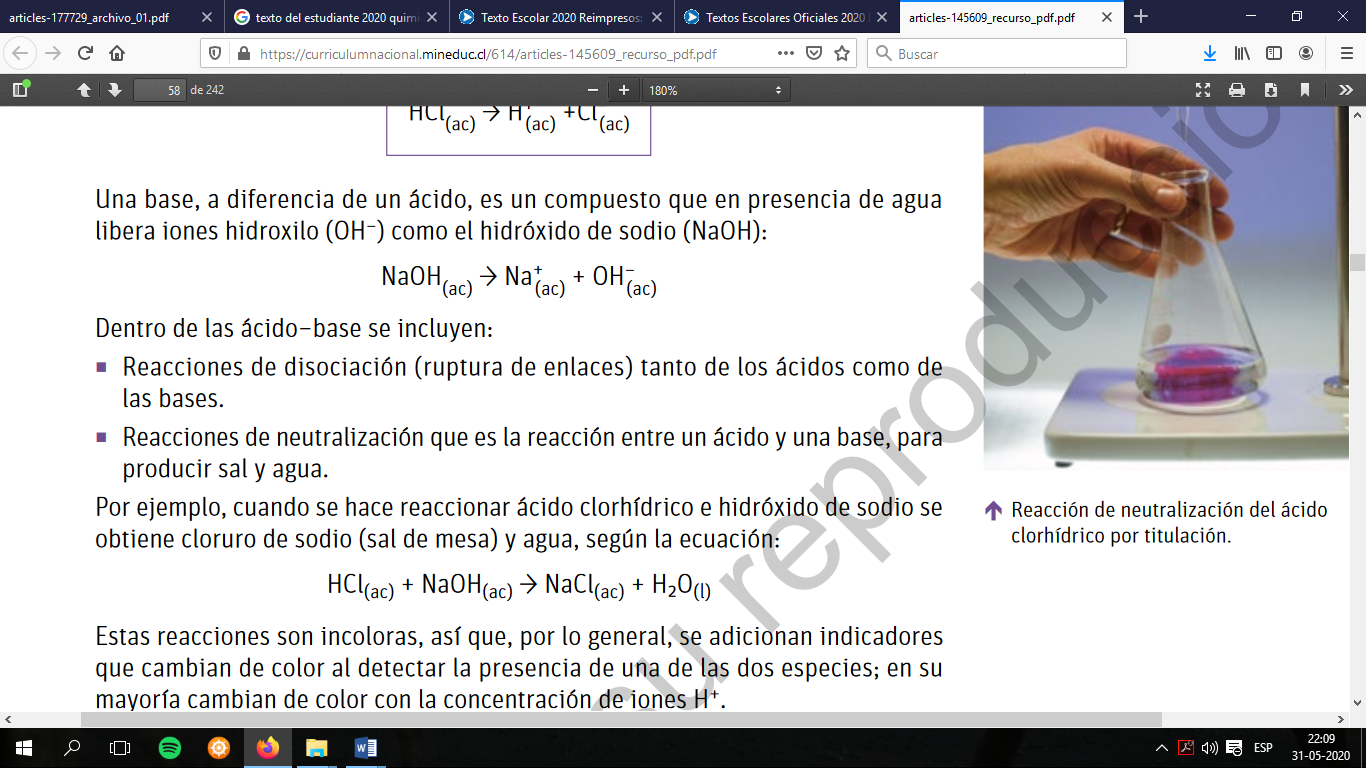 articles-177729_archivo_01.pdf
texto del estudiante 2020 quimi
Texto Escolar 2020 Reimpresos:
Textos Escolares Oficiales 2020
articles-145609_recurso_pdf.pdf
https://curriculumnacional.mineduc.cl/614/articles-145609_recurso_pdf.pdf
Buscar
58 de 242
180%
HCl(ac) → H+(ac) +Cl(ac)
Una base, a diferencia de un ácido, es un compuesto que en presencia de agua
libera iones hidroxilo (OH⁻) como el hidróxido de sodio (NaOH):
NaOH(ac) → Na+(ac) + OH−(ac)
Dentro de las ácido-base se incluyen:
Reacciones de disociación (ruptura de enlaces) tanto de los ácidos como de
las bases.
Reacciones de neutralización que es la reacción entre un ácido y una base, para
producir sal y agua.
Por ejemplo, cuando se hace reaccionar ácido clorhídrico e hidróxido de sodio se
obtiene cloruro de sodio (sal de mesa) y agua, según la ecuación:
HCl(ac) + NaOH(ac) → NaCl(ac) + H₂O(l)
Estas reacciones son incoloras, así que, por lo general, se adicionan indicadores
que cambian de color al detectar la presencia de una de las dos especies; en su
mayoría cambian de color con la concentración de iones H⁺.
Reacción de neutralización del ácido
clorhídrico por titulación.
su reproducció
ESP
22:09
31-05-2020